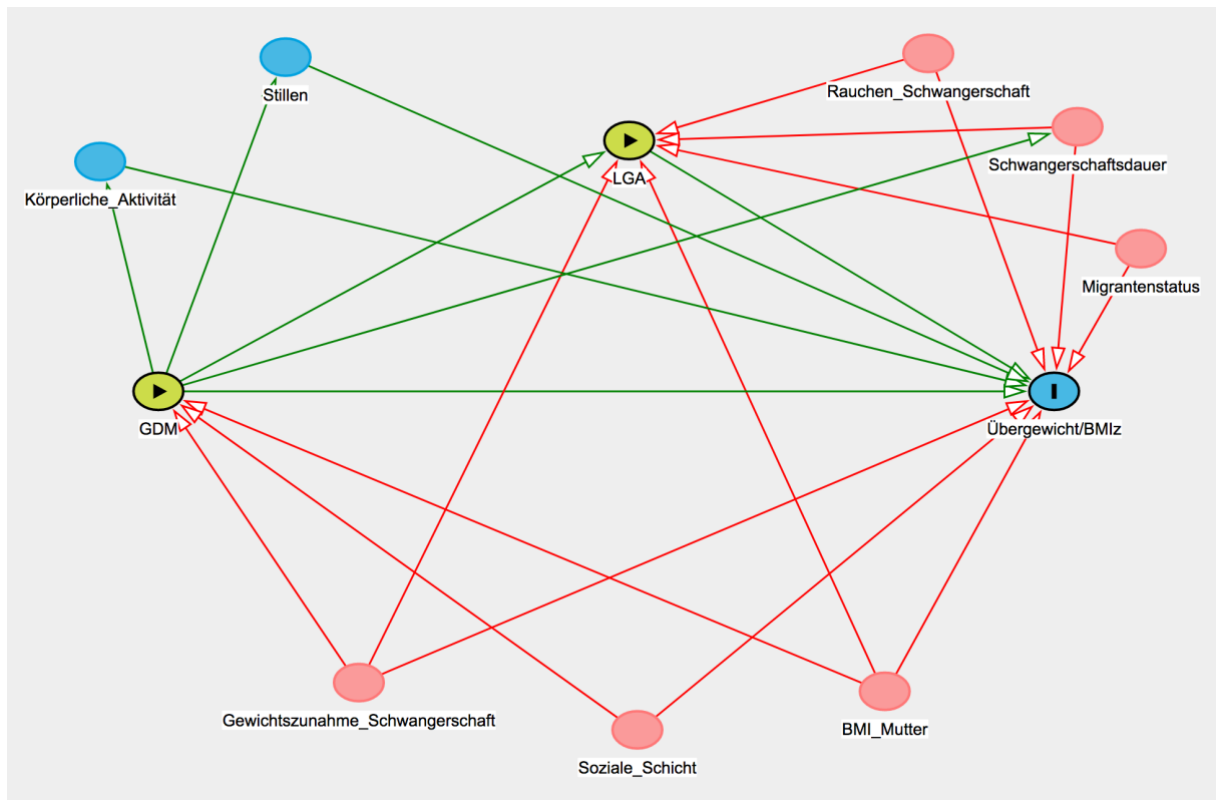 Stillen
Rauchen_Schwangerschaft
Schwangerschaftsdauer
LGA
Körperliche_Aktivität
Migrantenstatus
GDM
Übergewicht/BMIz
Gewichtszunahme_Schwangerschaft
BMI_Mutter
Soziale_Schicht